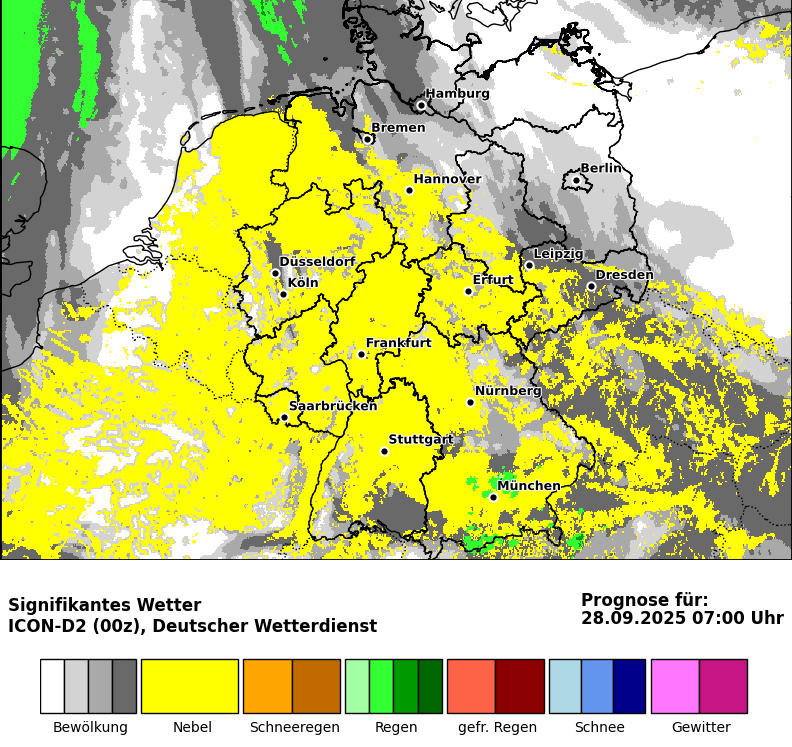 Hamburg
Bremen
Berlin
Hannover
Leipzig
Düsseldorf
Dresden
Köln
Erfurt
Frankfurt
Nürnberg
Saarbrücken
Stuttgart
München
Signifikantes Wetter
ICON-D2 (00z), Deutscher Wetterdienst
Prognose für:
28.09.2025 07:00 Uhr
Bewölkung Nebel Schneeregen Regen gefr. Regen Schnee Gewitter